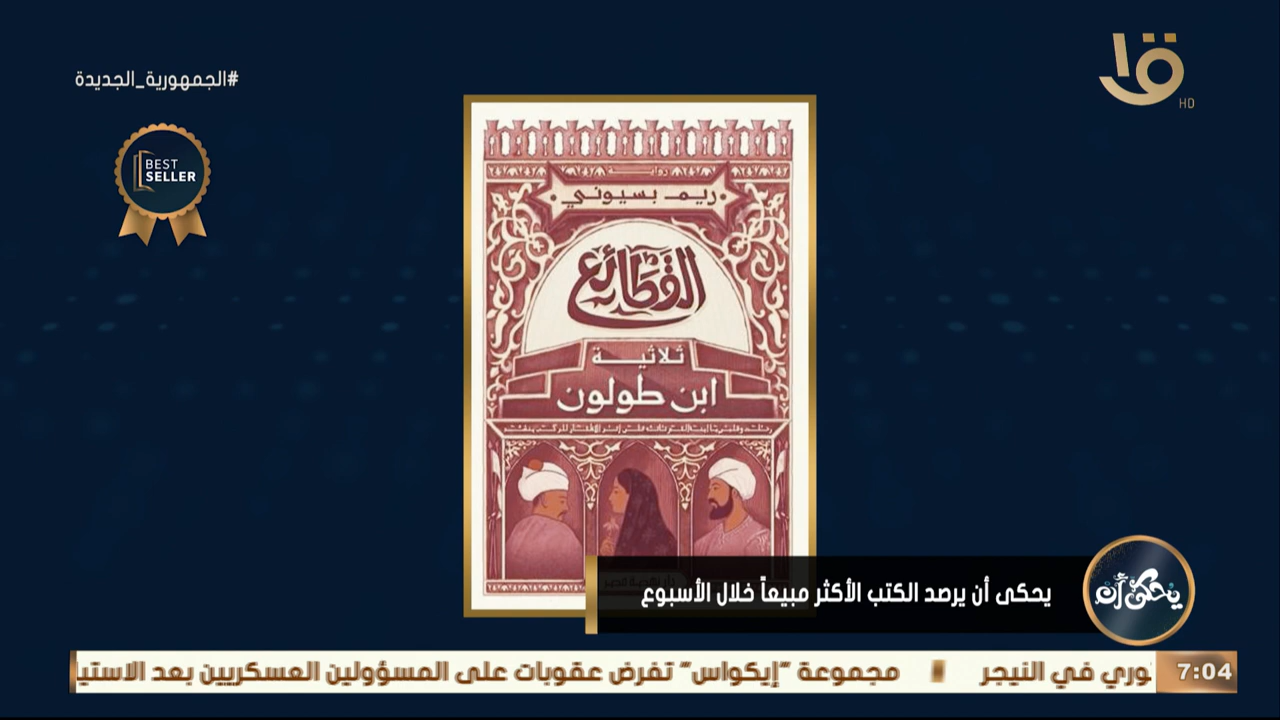 #الجمهورية_الجديدة
HD
BEST
SELLER
رواية
ريم بسيوني
القطائع
ثلاثية
ابن طولون
يحكى أن يرصد الكتب الأكثر مبيعاً خلال الأسبوع
يحكى أن
7:04
وري في النيجر
مجموعة "إيكواس" تفرض عقوبات على المسؤولين العسكريين بعد الاستيا